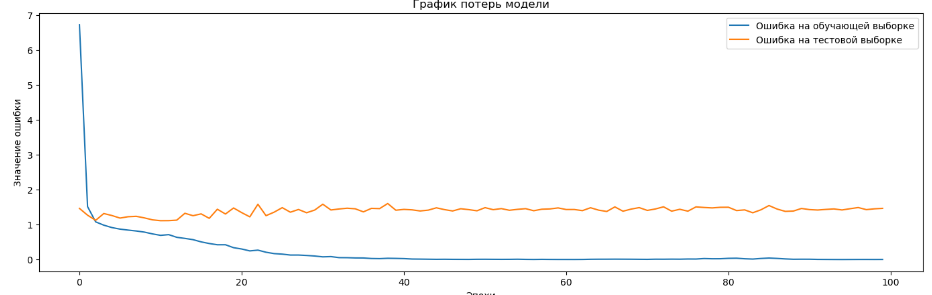 График потерь модели
Ошибка на обучающей выборке
Ошибка на тестовой выборке
Значение ошибки
7
6
5
4
3
2
1
0
0 20 40 60 80 100
Эпохи